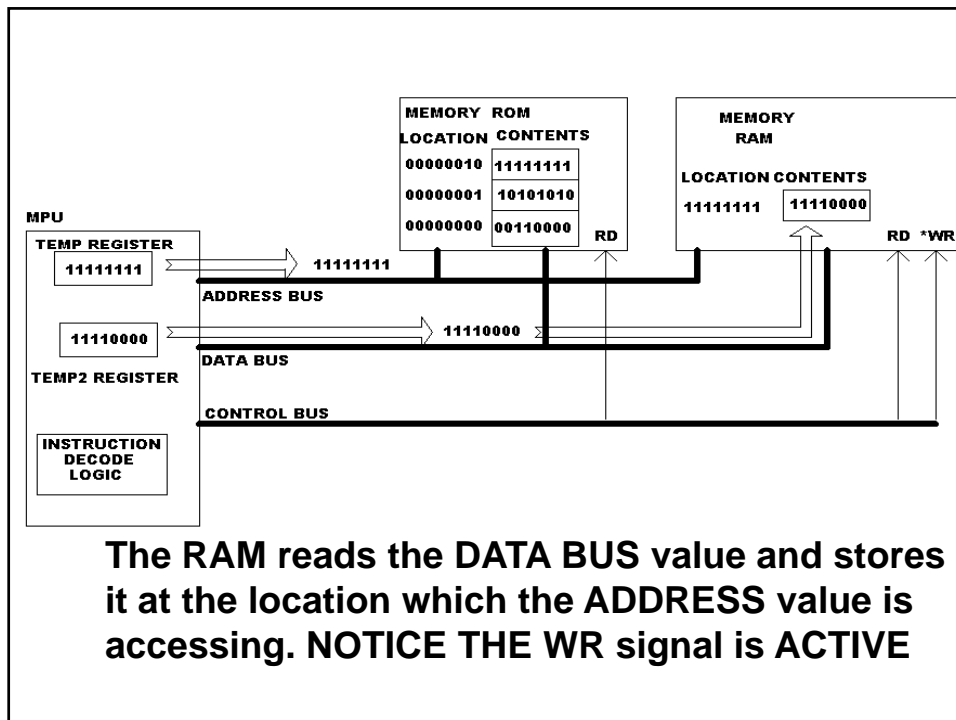 MEMORY ROM
LOCATION CONTENTS
00000010 11111111
00000001 10101010
00000000 00110000
RD
MEMORY
RAM
LOCATION CONTENTS
11111111 11110000
RD *WR
MPU
TEMP REGISTER
11111111
11111111
ADDRESS BUS
11110000
11110000
DATA BUS
TEMP2 REGISTER
CONTROL BUS
INSTRUCTION
DECODE
LOGIC
The RAM reads the DATA BUS value and stores
it at the location which the ADDRESS value is
accessing. NOTICE THE WR signal is ACTIVE